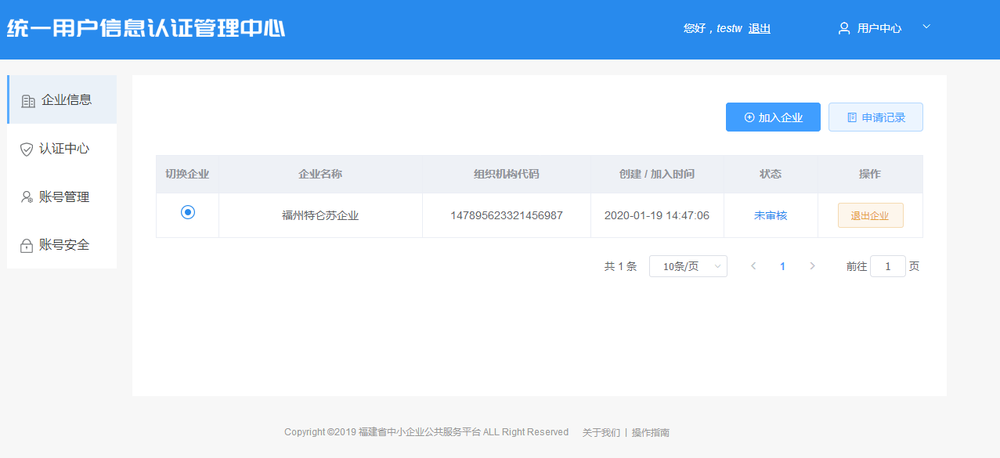 统一用户信息认证管理中心
您好，testw 退出
用户中心
企业信息
认证中心
账号管理
账号安全
加入企业 申请记录
切换企业 企业名称 组织机构代码 创建 / 加入时间 状态 操作
福州特仑苏企业 147895623321456987 2020-01-19 14:47:06 未审核 退出企业
共 1 条 10条/页 1 前往 1 页
Copyright ©2019 福建省中小企业公共服务平台 ALL Right Reserved 关于我们 | 操作指南